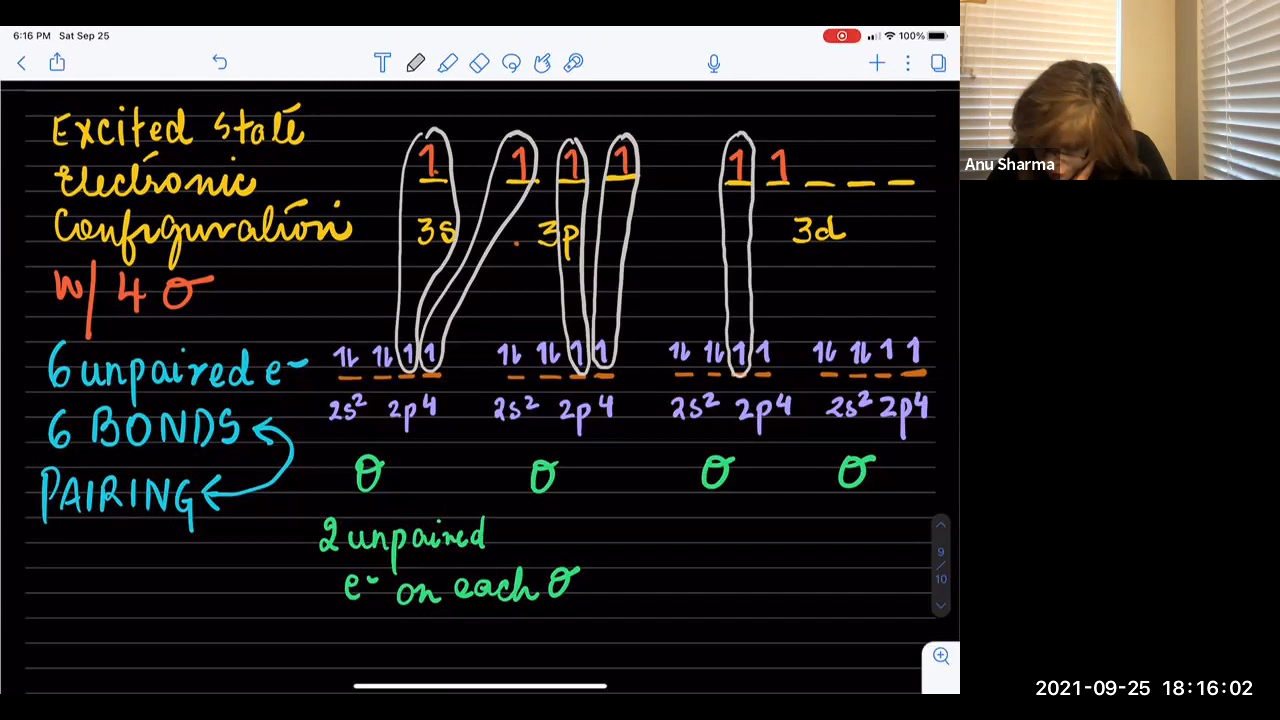 6:16 PM Sat Sep 25
100%
Excited State
Electronic
Configuration
w/ 4 O
6 unpaired e-
6 BONDS
PAIRING
1 1 1 1 1 1
3s 3p 3d
1l 1l 1 1 1l 1l 1 1 1l 1l 1 1 1l 1l 1 1
2s² 2p⁴ 2s² 2p⁴ 2s² 2p⁴ 2s² 2p⁴
O O O O
2 unpaired
e- on each O
9
/
10
Anu Sharma
2021-09-25 18:16:02